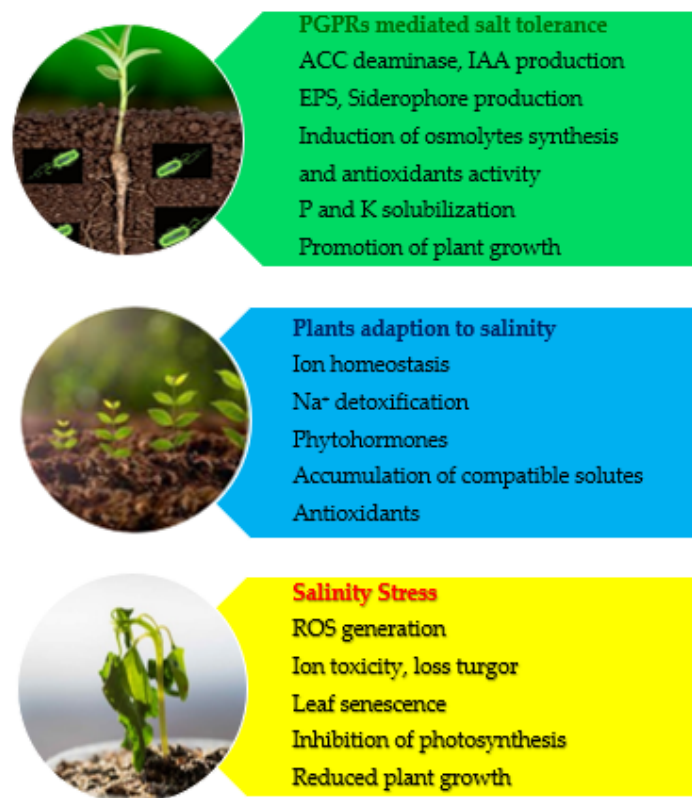 PGPRs mediated salt tolerance
ACC deaminase, IAA production
EPS, Siderophore production
Induction of osmolytes synthesis
and antioxidants activity
P and K solubilization
Promotion of plant growth
Plants adaption to salinity
Ion homeostasis
Na⁺ detoxification
Phytohormones
Accumulation of compatible solutes
Antioxidants
Salinity Stress
ROS generation
Ion toxicity, loss turgor
Leaf senescence
Inhibition of photosynthesis
Reduced plant growth